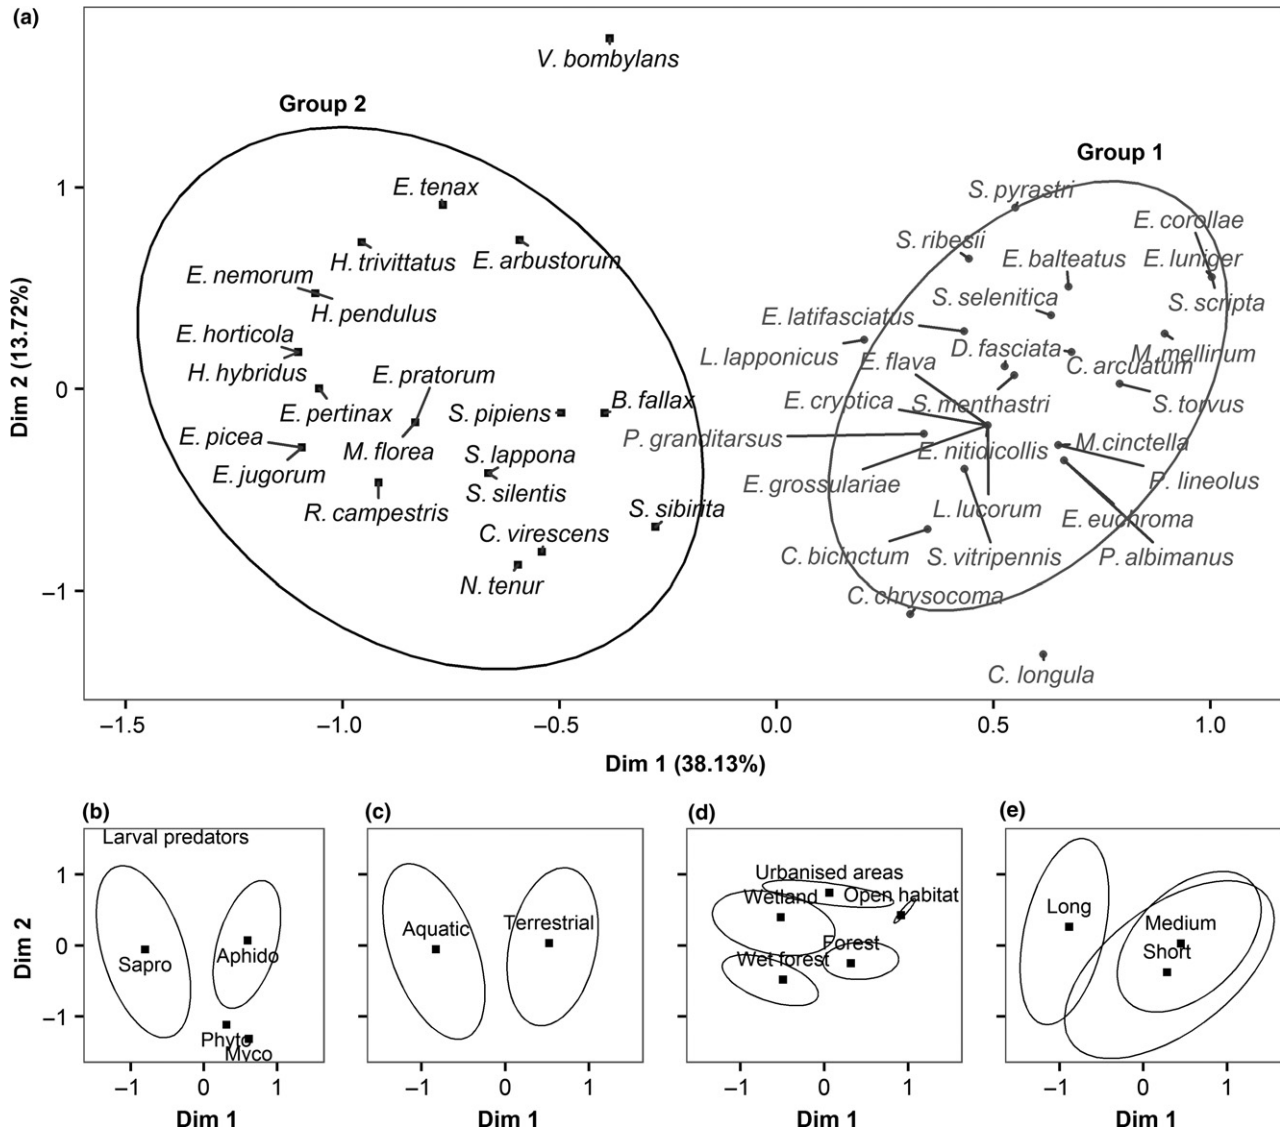 (a)
V. bombylans
Group 2
Group 1
E. tenax
S. pyrastri
E. corollae
H. trivittatus
E. arbustorum
S. ribesii
E. balteatus
E. luniger
E. nemorum
H. pendulus
S. selenitica
S. scripta
E. latifasciatus
E. horticola
L. lapponicus
E. flava
D. fasciata
M. mellinum
C. arcuatum
H. hybridus
E. pratorum
E. pertinax
S. pipiens
B. fallax
E. cryptica
S. menthastri
S. torvus
E. picea
M. florea
S. lappona
P. granditarsus
E. nitidicollis
M. cinctella
E. jugorum
S. silentis
E. grossulariae
P. lineolus
R. campestris
S. sibirita
L. lucorum
E. euchroma
C. virescens
C. bicinctum
S. vitripennis
P. albimanus
N. tenur
C. chrysocoma
C. longula
Dim 2 (13.72%)
1
0
−1
−1.5 −1.0 −0.5 0.0 0.5 1.0
Dim 1 (38.13%)
(b)
Larval predators
Sapro
Aphido
Phyto
Myco
Dim 2
1
0
−1
−1 0 1
Dim 1
(c)
Aquatic
Terrestrial
−1 0 1
Dim 1
(d)
Urbanised areas
Wetland
Open habitat
Forest
Wet forest
−1 0 1
Dim 1
(e)
Long
Medium
Short
−1 0 1
Dim 1